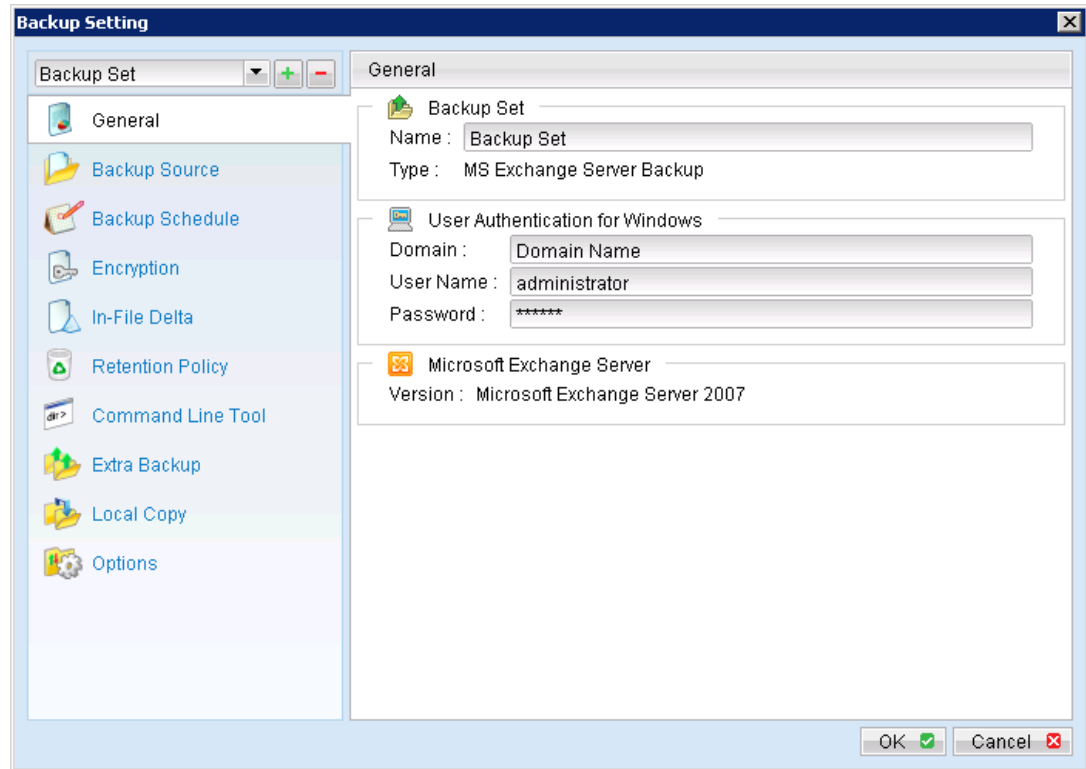 Backup Setting
Backup Set
General
Backup Source
Backup Schedule
Encryption
In-File Delta
Retention Policy
dir>
Command Line Tool
Extra Backup
Local Copy
Options
General
Backup Set
Name : Backup Set
Type : MS Exchange Server Backup
User Authentication for Windows
Domain : Domain Name
User Name : administrator
Password : ******
Microsoft Exchange Server
Version : Microsoft Exchange Server 2007
OK Cancel